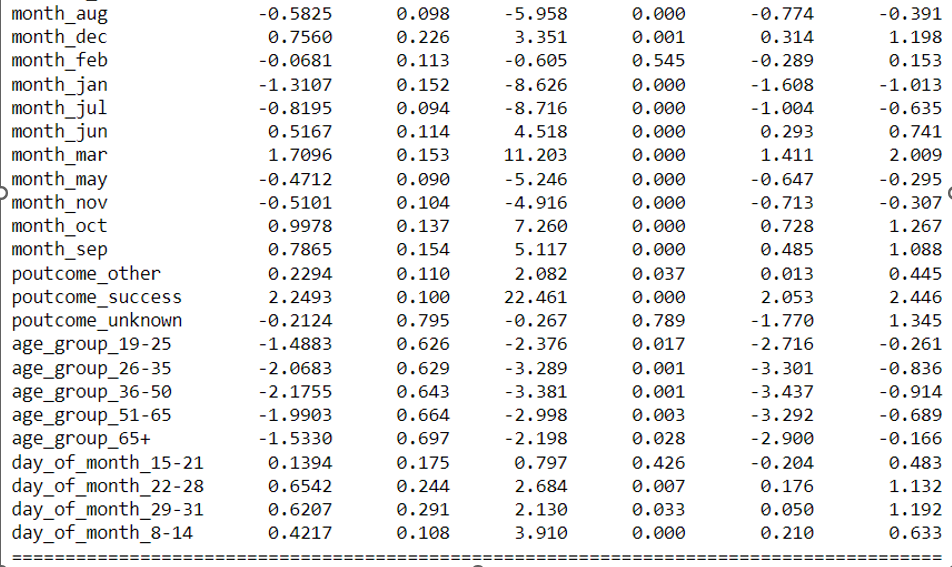 month_aug -0.5825 0.098 -5.958 0.000 -0.774 -0.391
month_dec 0.7560 0.226 3.351 0.001 0.314 1.198
month_feb -0.0681 0.113 -0.605 0.545 -0.289 0.153
month_jan -1.3107 0.152 -8.626 0.000 -1.608 -1.013
month_jul -0.8195 0.094 -8.716 0.000 -1.004 -0.635
month_jun 0.5167 0.114 4.518 0.000 0.293 0.741
month_mar 1.7096 0.153 11.203 0.000 1.411 2.009
month_may -0.4712 0.090 -5.246 0.000 -0.647 -0.295
month_nov -0.5101 0.104 -4.916 0.000 -0.713 -0.307
month_oct 0.9978 0.137 7.260 0.000 0.728 1.267
month_sep 0.7865 0.154 5.117 0.000 0.485 1.088
poutcome_other 0.2294 0.110 2.082 0.037 0.013 0.445
poutcome_success 2.2493 0.100 22.461 0.000 2.053 2.446
poutcome_unknown -0.2124 0.795 -0.267 0.789 -1.770 1.345
age_group_19-25 -1.4883 0.626 -2.376 0.017 -2.716 -0.261
age_group_26-35 -2.0683 0.629 -3.289 0.001 -3.301 -0.836
age_group_36-50 -2.1755 0.643 -3.381 0.001 -3.437 -0.914
age_group_51-65 -1.9903 0.664 -2.998 0.003 -3.292 -0.689
age_group_65+ -1.5330 0.697 -2.198 0.028 -2.900 -0.166
day_of_month_15-21 0.1394 0.175 0.797 0.426 -0.204 0.483
day_of_month_22-28 0.6542 0.244 2.684 0.007 0.176 1.132
day_of_month_29-31 0.6207 0.291 2.130 0.033 0.050 1.192
day_of_month_8-14 0.4217 0.108 3.910 0.000 0.210 0.633
==============================================================================